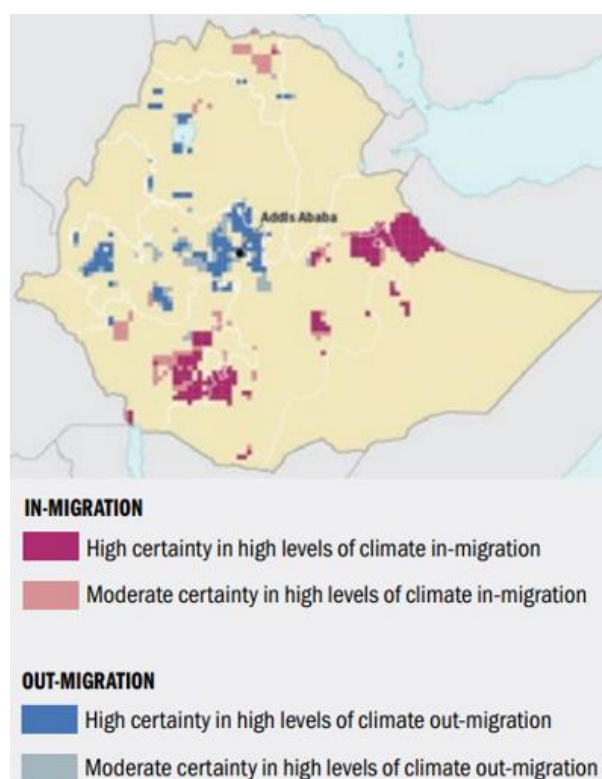 Addis Ababa
IN-MIGRATION
High certainty in high levels of climate in-migration
Moderate certainty in high levels of climate in-migration
OUT-MIGRATION
High certainty in high levels of climate out-migration
Moderate certainty in high levels of climate out-migration